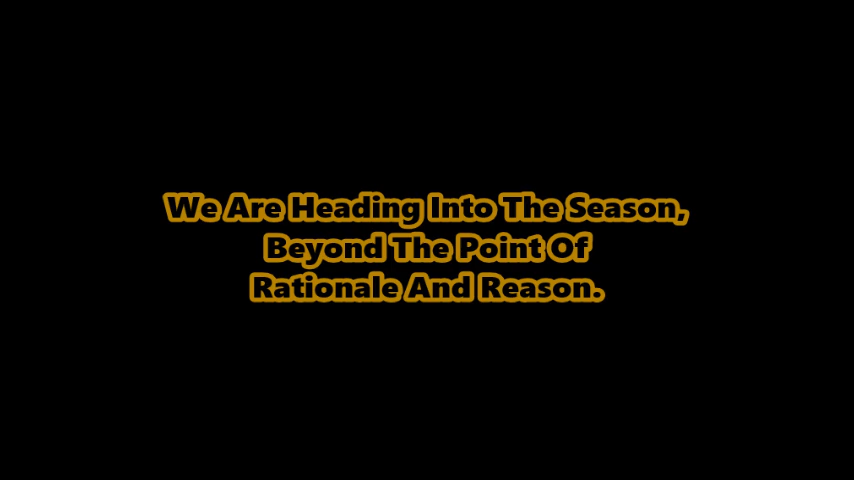 We Are Heading Into The Season,
Beyond The Point Of
Rationale And Reason.